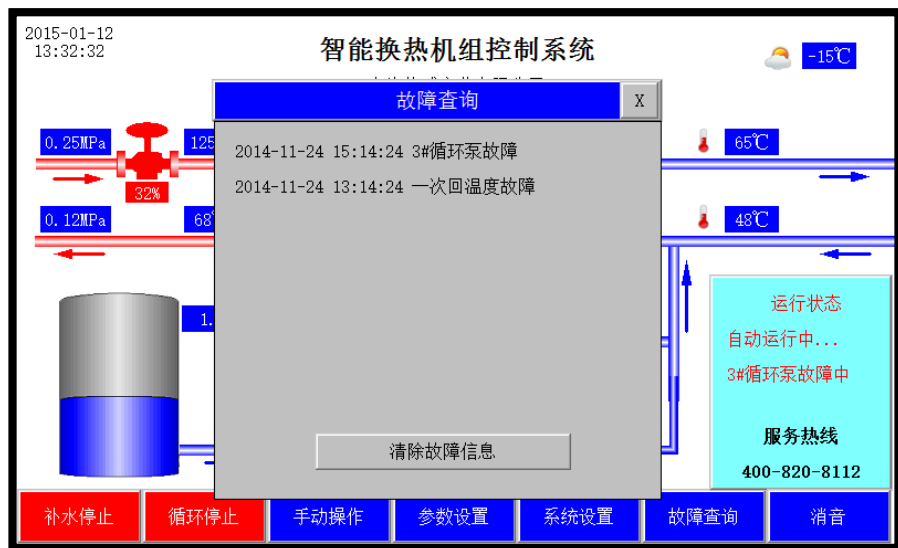 2015-01-12
13:32:32
智能换热机组控制系统
-15℃
故障查询
X
0.25MPa
125
65℃
2014-11-24 15:14:24 3#循环泵故障
32%
2014-11-24 13:14:24 一次回温度故障
0.12MPa
68
48℃
1.
运行状态
自动运行中...
3#循环泵故障中
服务热线
400-820-8112
清除故障信息
补水停止
循环停止
手动操作
参数设置
系统设置
故障查询
消音